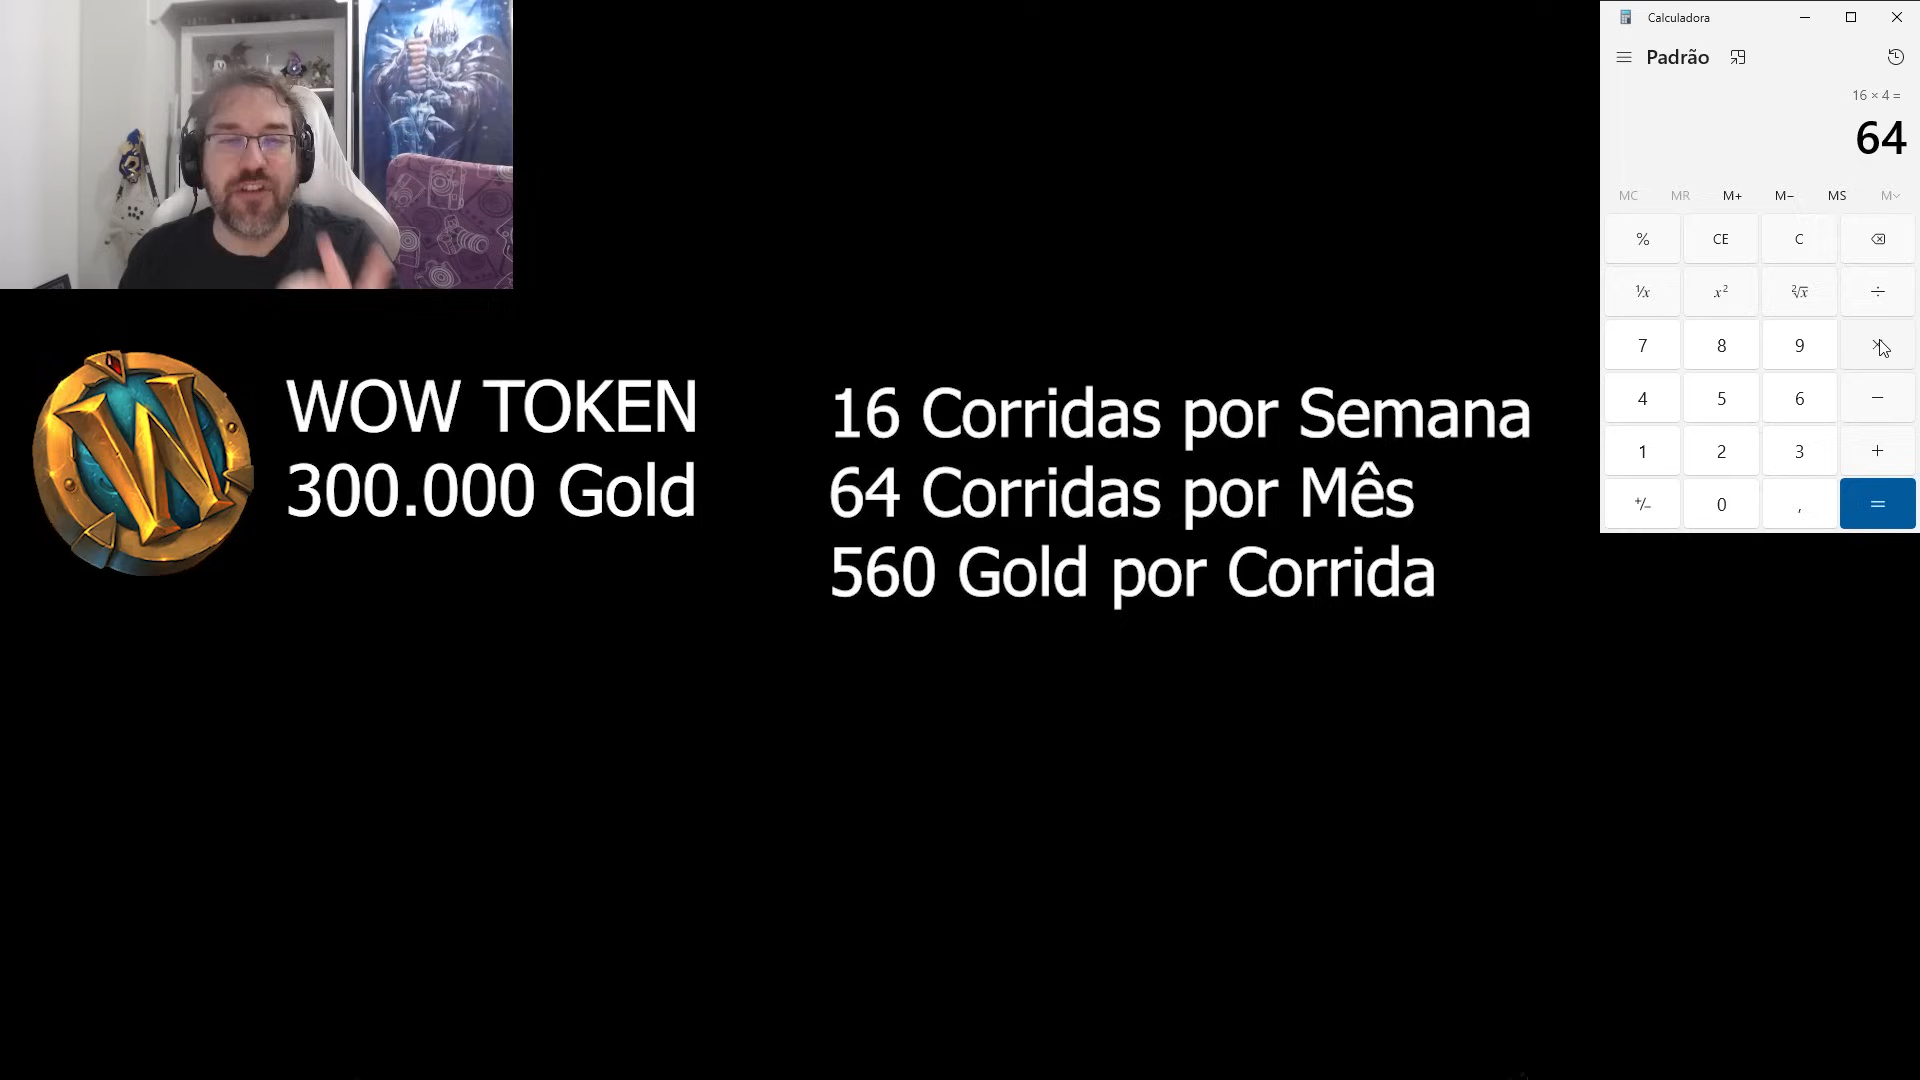 WOW TOKEN
300.000 Gold
16 Corridas por Semana
64 Corridas por Mês
560 Gold por Corrida
Calculadora
Padrão
16 × 4 =
64
MC MR M+ M− MS M
% CE C
¹/x x² ²√x ÷
7 8 9 ×
4 5 6 −
1 2 3 +
+/− 0 , =